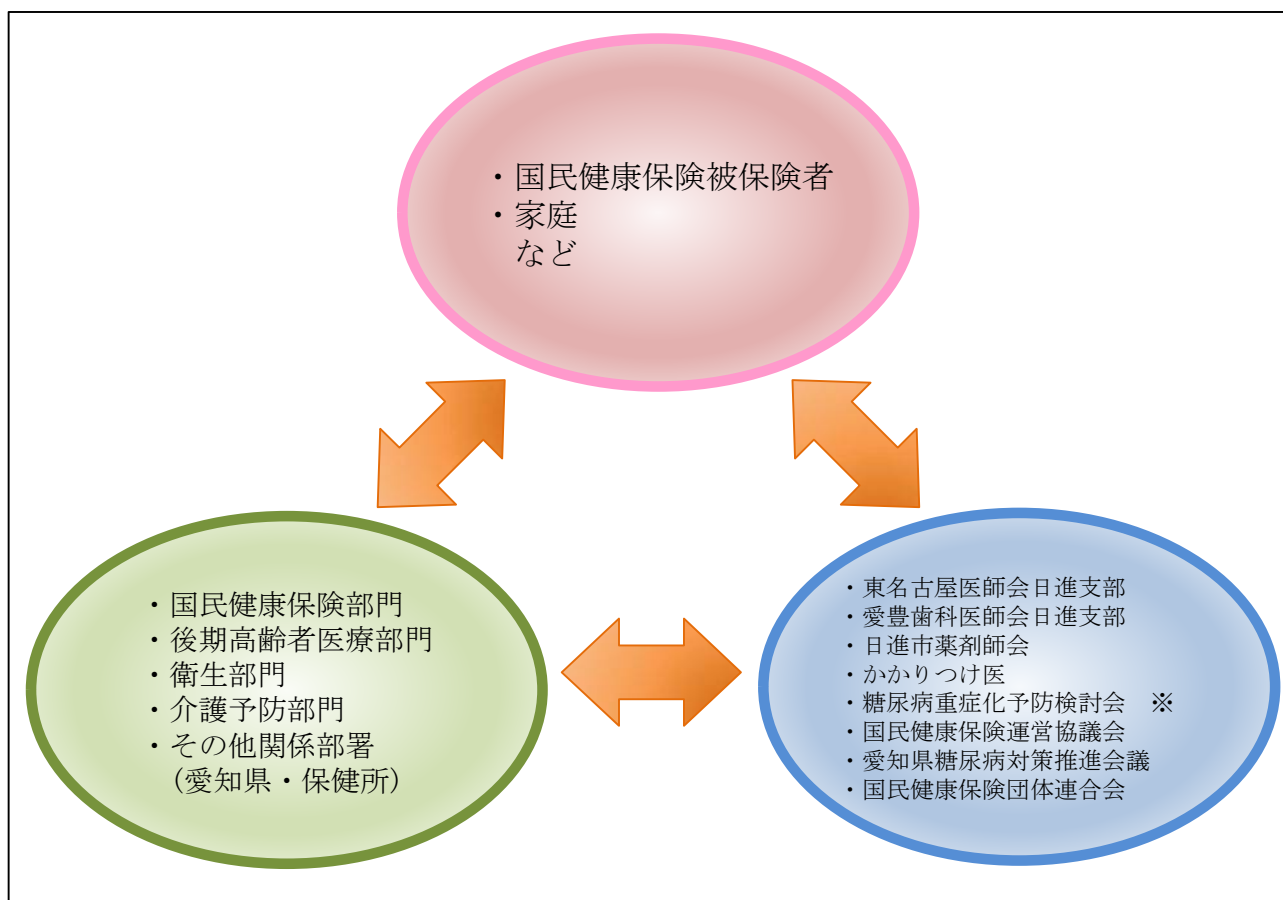 ・国民健康保険被保険者
・家庭
など
・国民健康保険部門
・後期高齢者医療部門
・衛生部門
・介護予防部門
・その他関係部署
（愛知県・保健所）
・東名古屋医師会日進支部
・愛豊歯科医師会日進支部
・日進市薬剤師会
・かかりつけ医
・糖尿病重症化予防検討会　※
・国民健康保険運営協議会
・愛知県糖尿病対策推進会議
・国民健康保険団体連合会